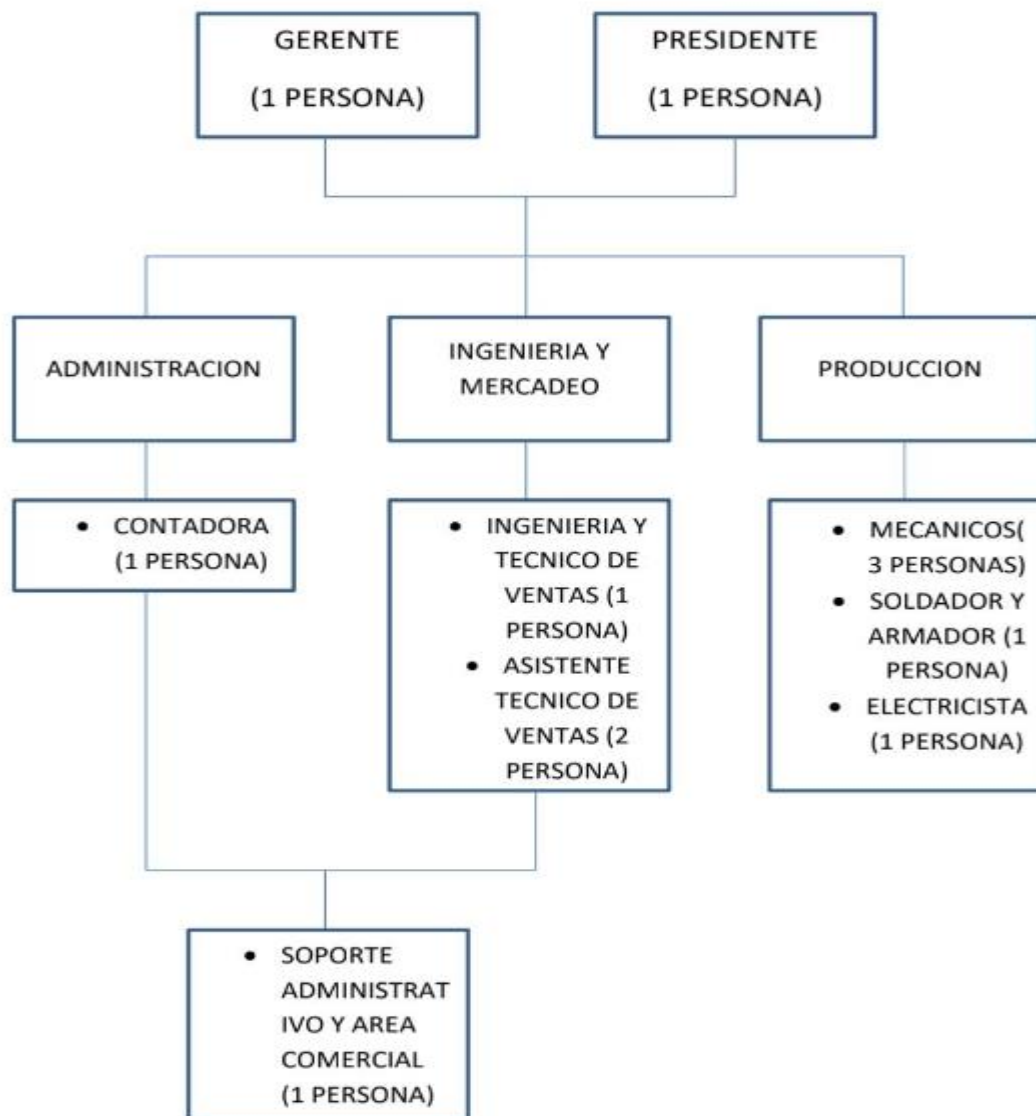 GERENTE
(1 PERSONA)
PRESIDENTE
(1 PERSONA)
ADMINISTRACION
INGENIERIA Y
MERCADEO
PRODUCCION
• CONTADORA
(1 PERSONA)
• INGENIERIA Y
TECNICO DE
VENTAS (1
PERSONA)
• ASISTENTE
TECNICO DE
VENTAS (2
PERSONA)
• MECANICOS(
3 PERSONAS)
• SOLDADOR Y
ARMADOR (1
PERSONA)
• ELECTRICISTA
(1 PERSONA)
• SOPORTE
ADMINISTRAT
IVO Y AREA
COMERCIAL
(1 PERSONA)